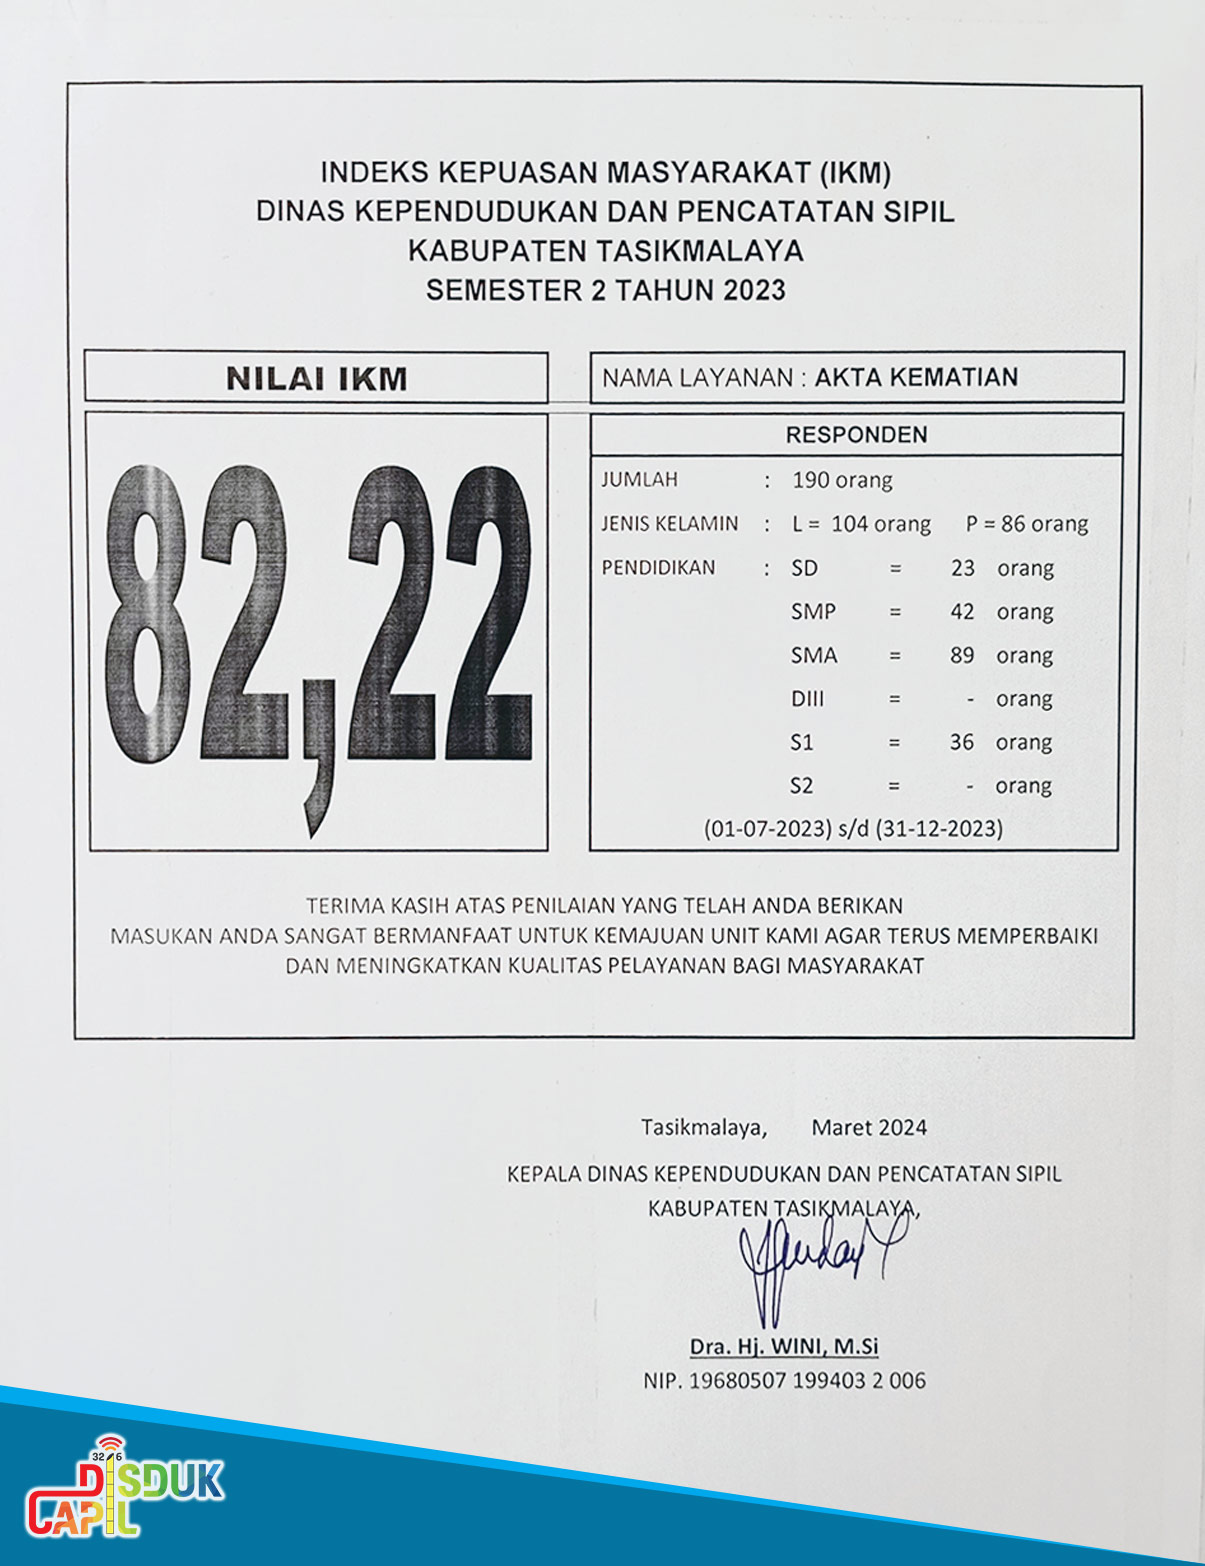 INDEKS KEPUASAN MASYARAKAT (IKM)
DINAS KEPENDUDUKAN DAN PENCATATAN SIPIL
KABUPATEN TASIKMALAYA
SEMESTER 2 TAHUN 2023
NILAI IKM
82,22
NAMA LAYANAN : AKTA KEMATIAN
RESPONDEN
JUMLAH : 190 orang
JENIS KELAMIN : L = 104 orang P = 86 orang
PENDIDIKAN : SD = 23 orang
SMP = 42 orang
SMA = 89 orang
DIII = - orang
S1 = 36 orang
S2 = - orang
(01-07-2023) s/d (31-12-2023)
TERIMA KASIH ATAS PENILAIAN YANG TELAH ANDA BERIKAN
MASUKAN ANDA SANGAT BERMANFAAT UNTUK KEMAJUAN UNIT KAMI AGAR TERUS MEMPERBAIKI
DAN MENINGKATKAN KUALITAS PELAYANAN BAGI MASYARAKAT
Tasikmalaya, Maret 2024
KEPALA DINAS KEPENDUDUKAN DAN PENCATATAN SIPIL
KABUPATEN TASIKMALAYA,
Dra. Hj. WINI, M.Si
NIP. 19680507 199403 2 006
32 6
DISDUK
CAPIL